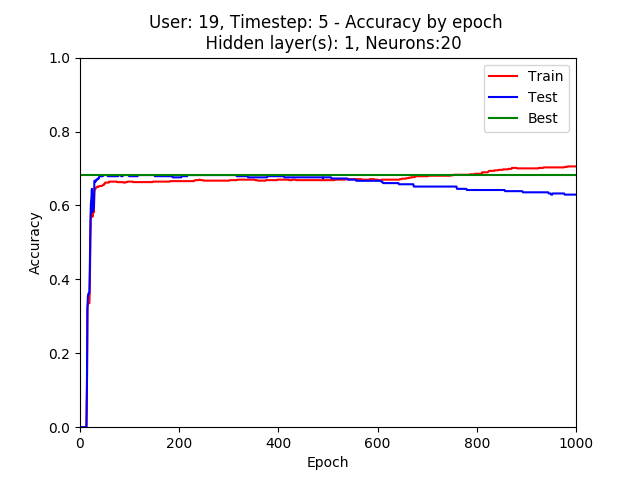 User: 19, Timestep: 5 - Accuracy by epoch
Hidden layer(s): 1, Neurons:20
1.0
Train
Test
Best
0.8
0.6
Accuracy
0.4
0.2
0.0
0 200 400 600 800 1000
Epoch